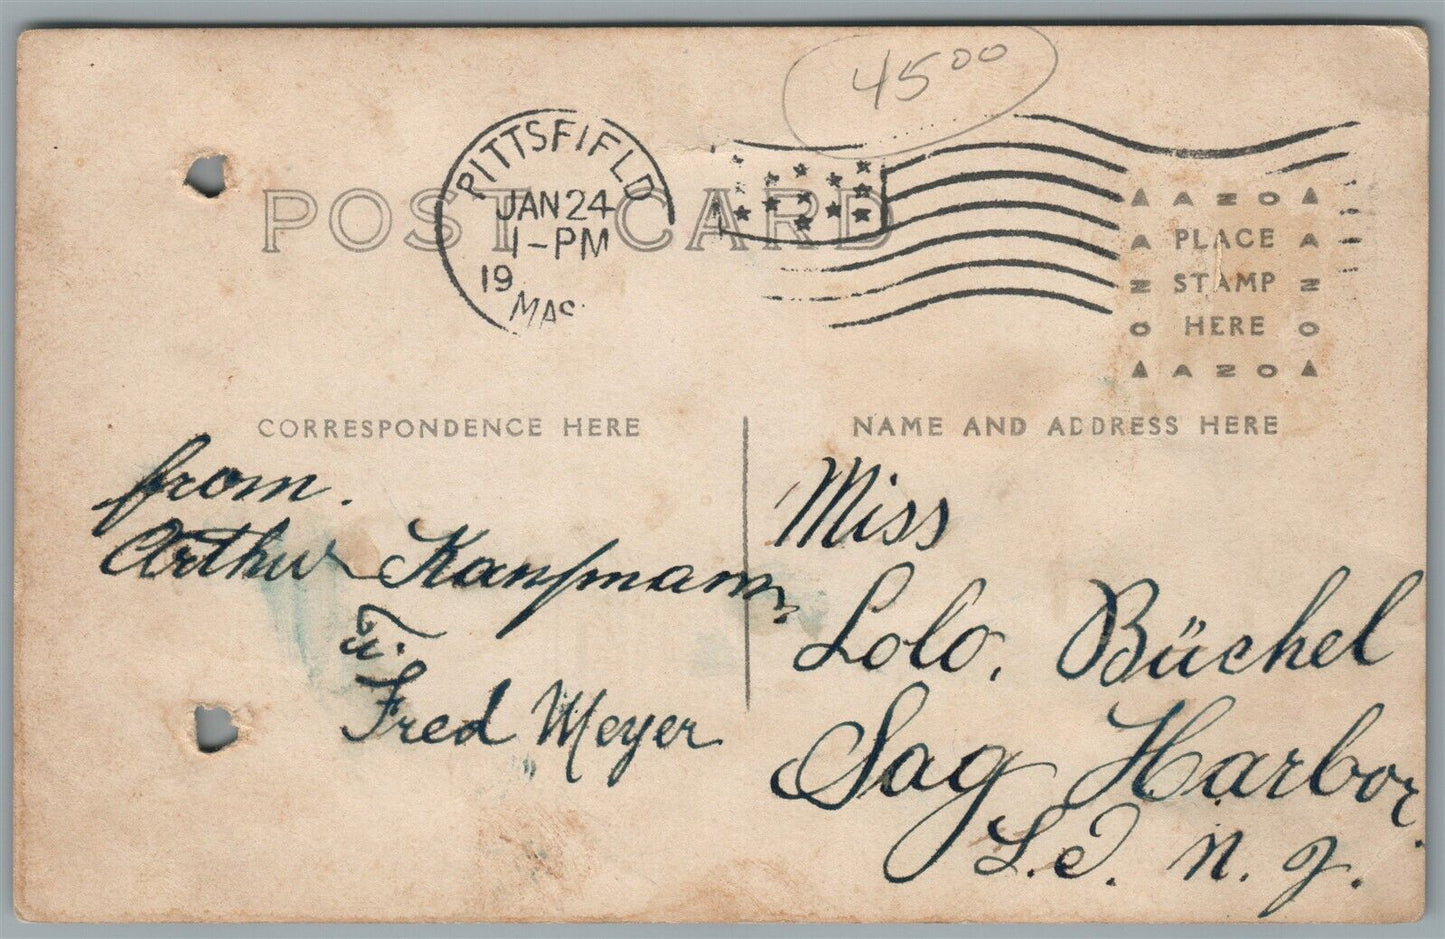 45 00
POST CARD
PITTSFIELD
JAN 24
1-PM
19
MAS
▲ A N O ▲
A PLACE A
N STAMP N
O HERE O
▲ A N O ▲
CORRESPONDENCE HERE
NAME AND ADDRESS HERE
from.
Arthur Kaufmann,
u.
Fred Meyer
Miss
Lolo. Büchel
Sag Harbor
L.I. N.Y.